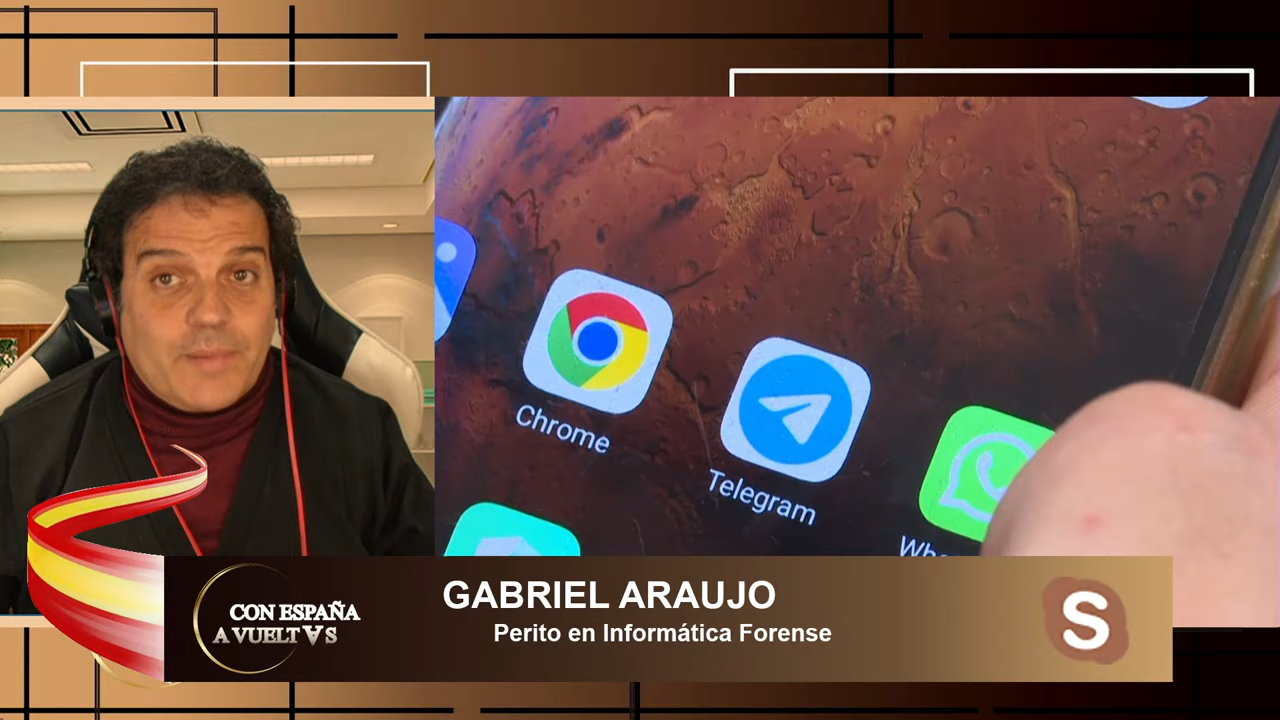 Chrome
Telegram
GABRIEL ARAUJO
Perito en Informática Forense
CON ESPAÑA
A VUELTAS
S